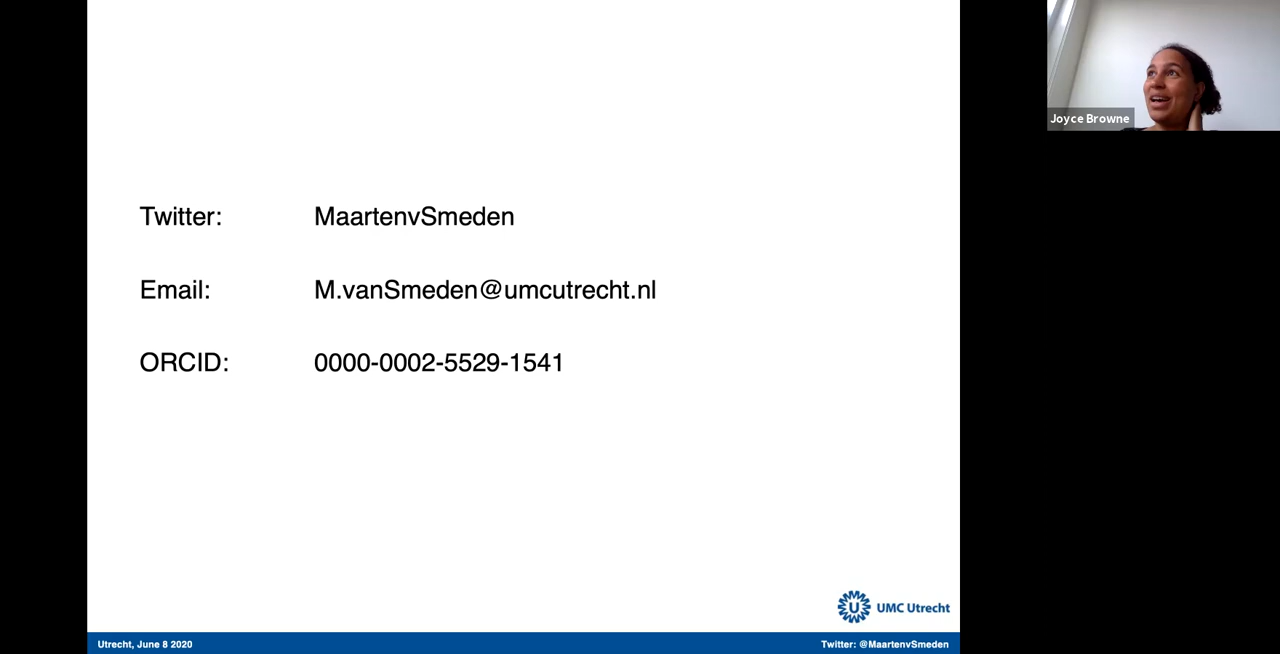 Twitter: MaartenvSmeden
Email: M.vanSmeden@umcutrecht.nl
ORCID: 0000-0002-5529-1541
Joyce Browne
U UMC Utrecht
Utrecht, June 8 2020
Twitter: @MaartenvSmeden